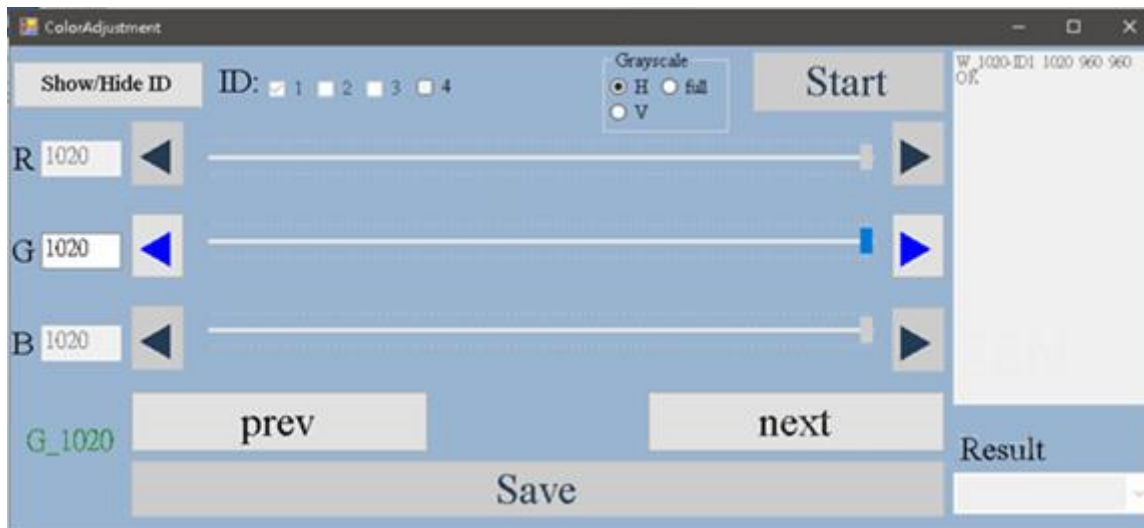 ColorAdjustment
Show/Hide ID
ID: 1 2 3 4
Grayscale
H full
V
Start
W_1020-ID1 1020 960 960
OK
R 1020
G 1020
B 1020
G_1020
prev
next
Save
Result